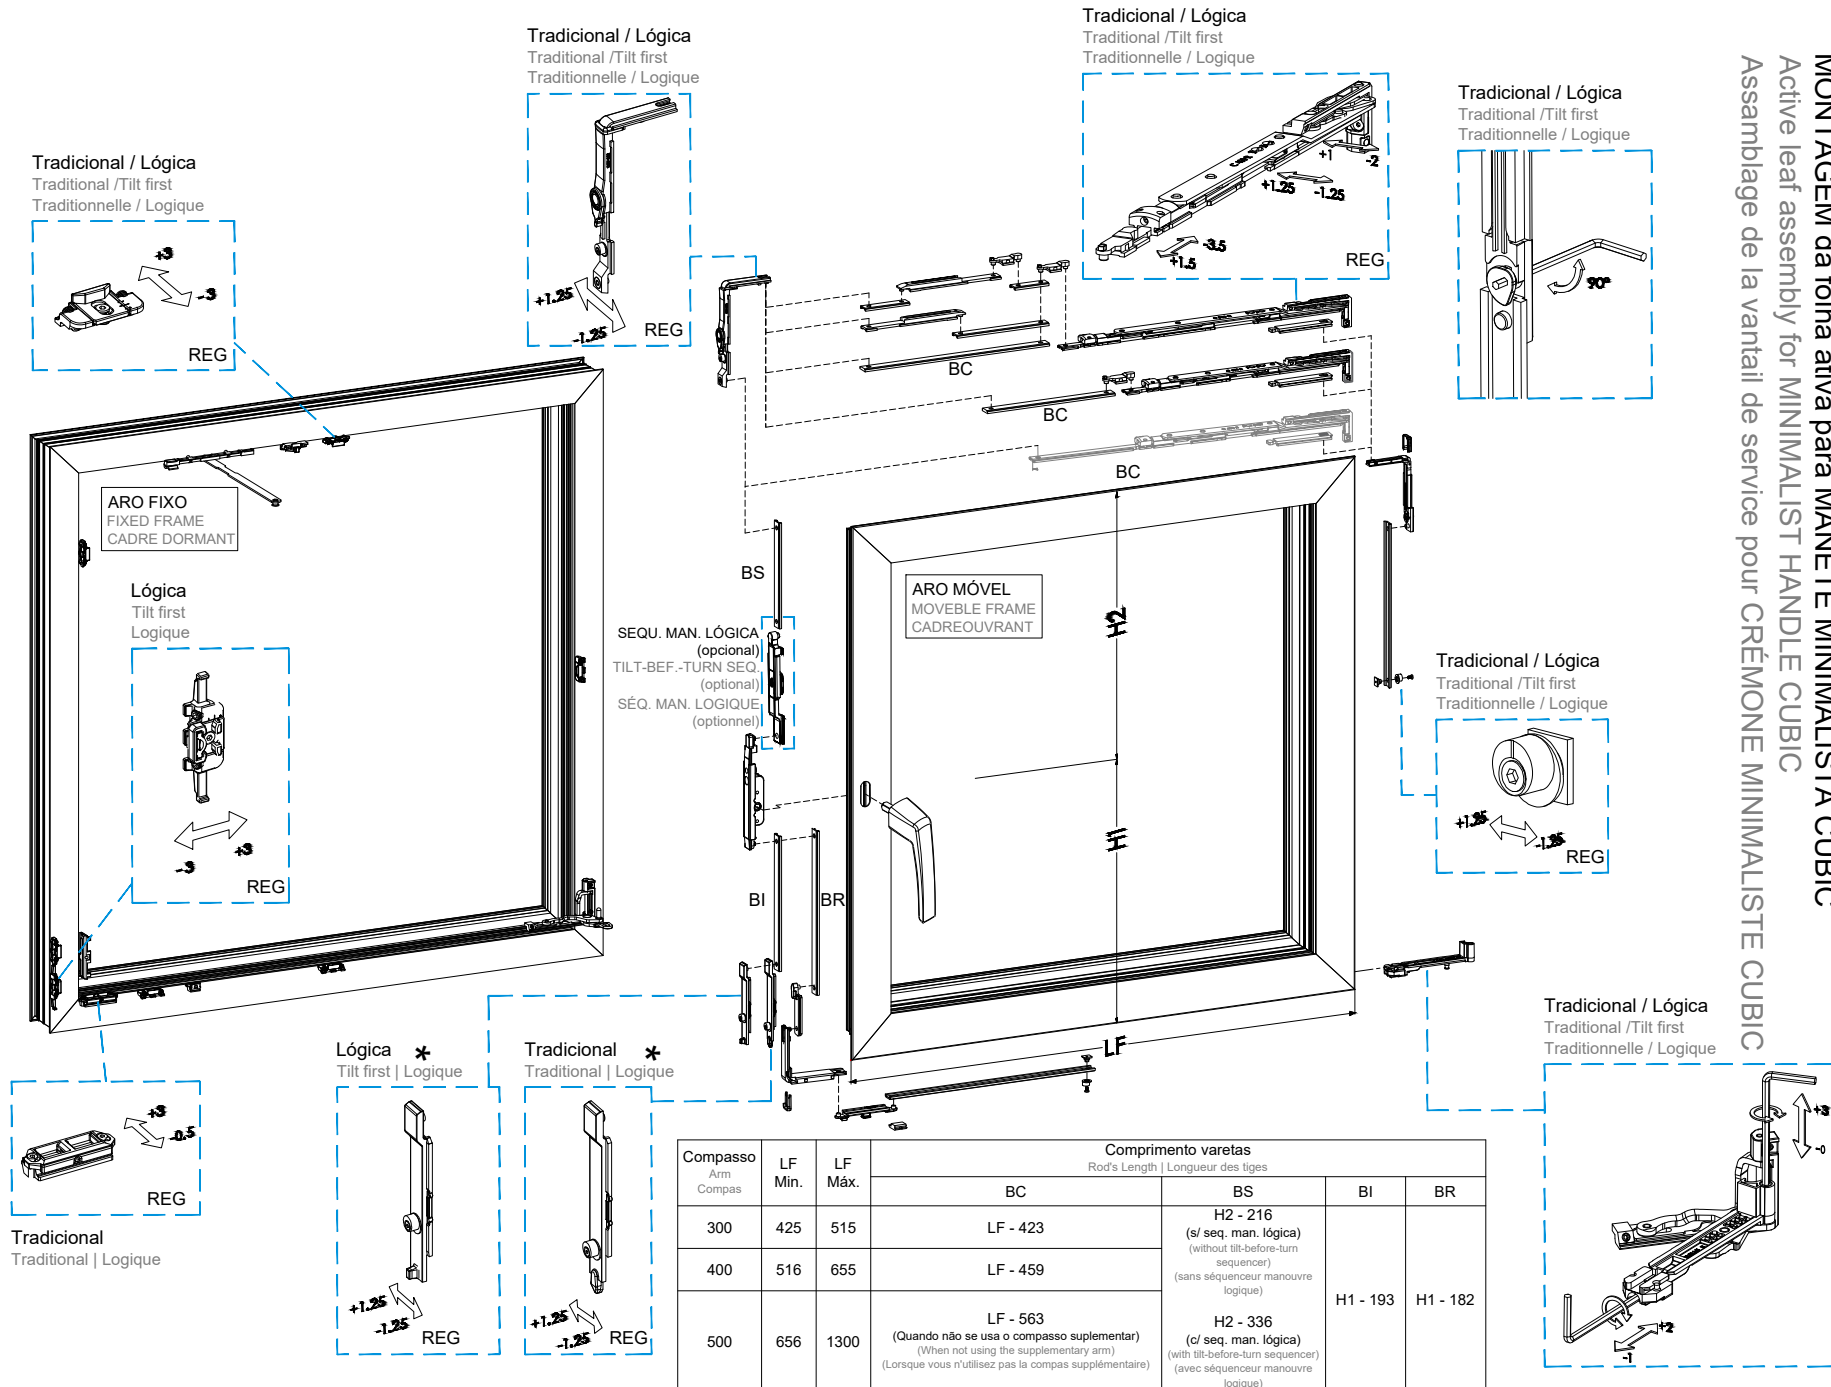 MONTAGEM da folha ativa para MANETE MINIMALISTA CUBIC
Active leaf assembly for MINIMALIST HANDLE CUBIC
Assamblage de la vantail de service pour CRÉMONE MINIMALISTE CUBIC
Tradicional / Lógica
Traditional /Tilt first
Traditionnelle / Logique
+3
-3
REG
Tradicional / Lógica
Traditional /Tilt first
Traditionnelle / Logique
+1.25
-1.25
REG
Tradicional / Lógica
Traditional /Tilt first
Traditionnelle / Logique
+1
-2
+1.25
-1.25
-3.5
+1.5
REG
Tradicional / Lógica
Traditional /Tilt first
Traditionnelle / Logique
90°
BC
BC
BC
ARO FIXO
FIXED FRAME
CADRE DORMANT
Lógica
Tilt first
Logique
-3
+3
REG
BS
SEQU. MAN. LÓGICA
(opcional)
TILT-BEF.-TURN SEQ.
(optional)
SÉQ. MAN. LOGIQUE
(optionnel)
ARO MÓVEL
MOVEBLE FRAME
CADREOUVRANT
H2
H1
LF
BI
BR
Tradicional / Lógica
Traditional /Tilt first
Traditionnelle / Logique
+1.25
-1.25
REG
Tradicional / Lógica
Traditional /Tilt first
Traditionnelle / Logique
+3
-0
+2
-1
+3
-0.5
REG
Tradicional
Traditional | Logique
Lógica *
Tilt first | Logique
+1.25
-1.25
REG
Tradicional *
Traditional | Logique
+1.25
-1.25
REG
Compasso
Arm
Compas
LF
Min.
LF
Máx.
Comprimento varetas
Rod's Length | Longueur des tiges
BC
BS
BI
BR
300
425
515
LF - 423
H2 - 216
(s/ seq. man. lógica)
(without tilt-before-turn
sequencer)
(sans séquenceur manouvre
logique)
400
516
655
LF - 459
H1 - 193
H1 - 182
500
656
1300
LF - 563
(Quando não se usa o compasso suplementar)
(When not using the supplementary arm)
(Lorsque vous n'utilizez pas la compas supplémentaire)
H2 - 336
(c/ seq. man. lógica)
(with tilt-before-turn sequencer)
(avec séquenceur manouvre
logique)